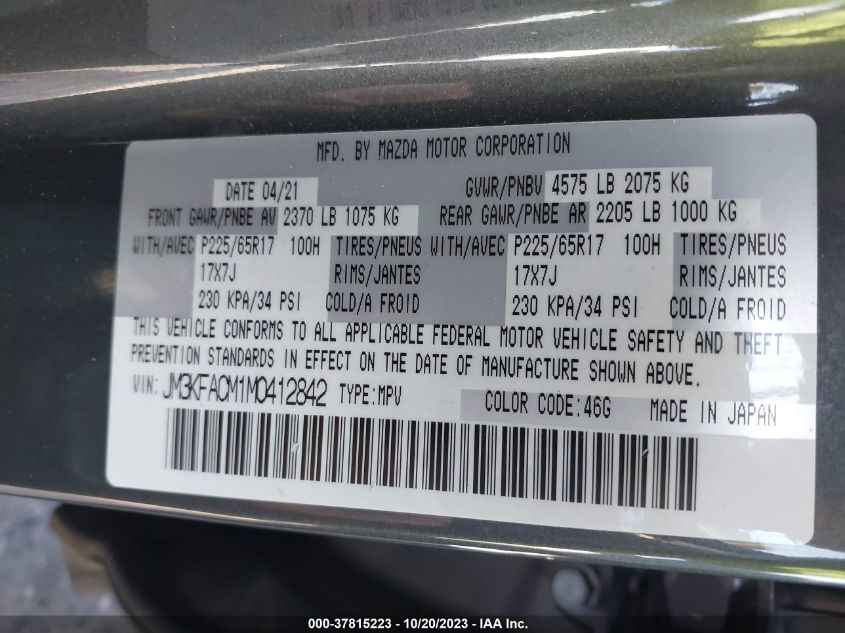 MFD. BY MAZDA MOTOR CORPORATION
DATE 04/21 GVWR/PNBV 4575 LB 2075 KG
FRONT GAWR/PNBE AV 2370 LB 1075 KG REAR GAWR/PNBE AR 2205 LB 1000 KG
WITH/AVEC P225/65R17 100H TIRES/PNEUS WITH/AVEC P225/65R17 100H TIRES/PNEUS
17X7J RIMS/JANTES 17X7J RIMS/JANTES
230 KPA/34 PSI COLD/A FROID 230 KPA/34 PSI COLD/A FROID
THIS VEHICLE CONFORMS TO ALL APPLICABLE FEDERAL MOTOR VEHICLE SAFETY AND THEFT
PREVENTION STANDARDS IN EFFECT ON THE DATE OF MANUFACTURE SHOWN ABOVE.
VIN: JM3KFACM1M0412842 TYPE:MPV COLOR CODE:46G MADE IN JAPAN
000-37815223 - 10/20/2023 - IAA Inc.